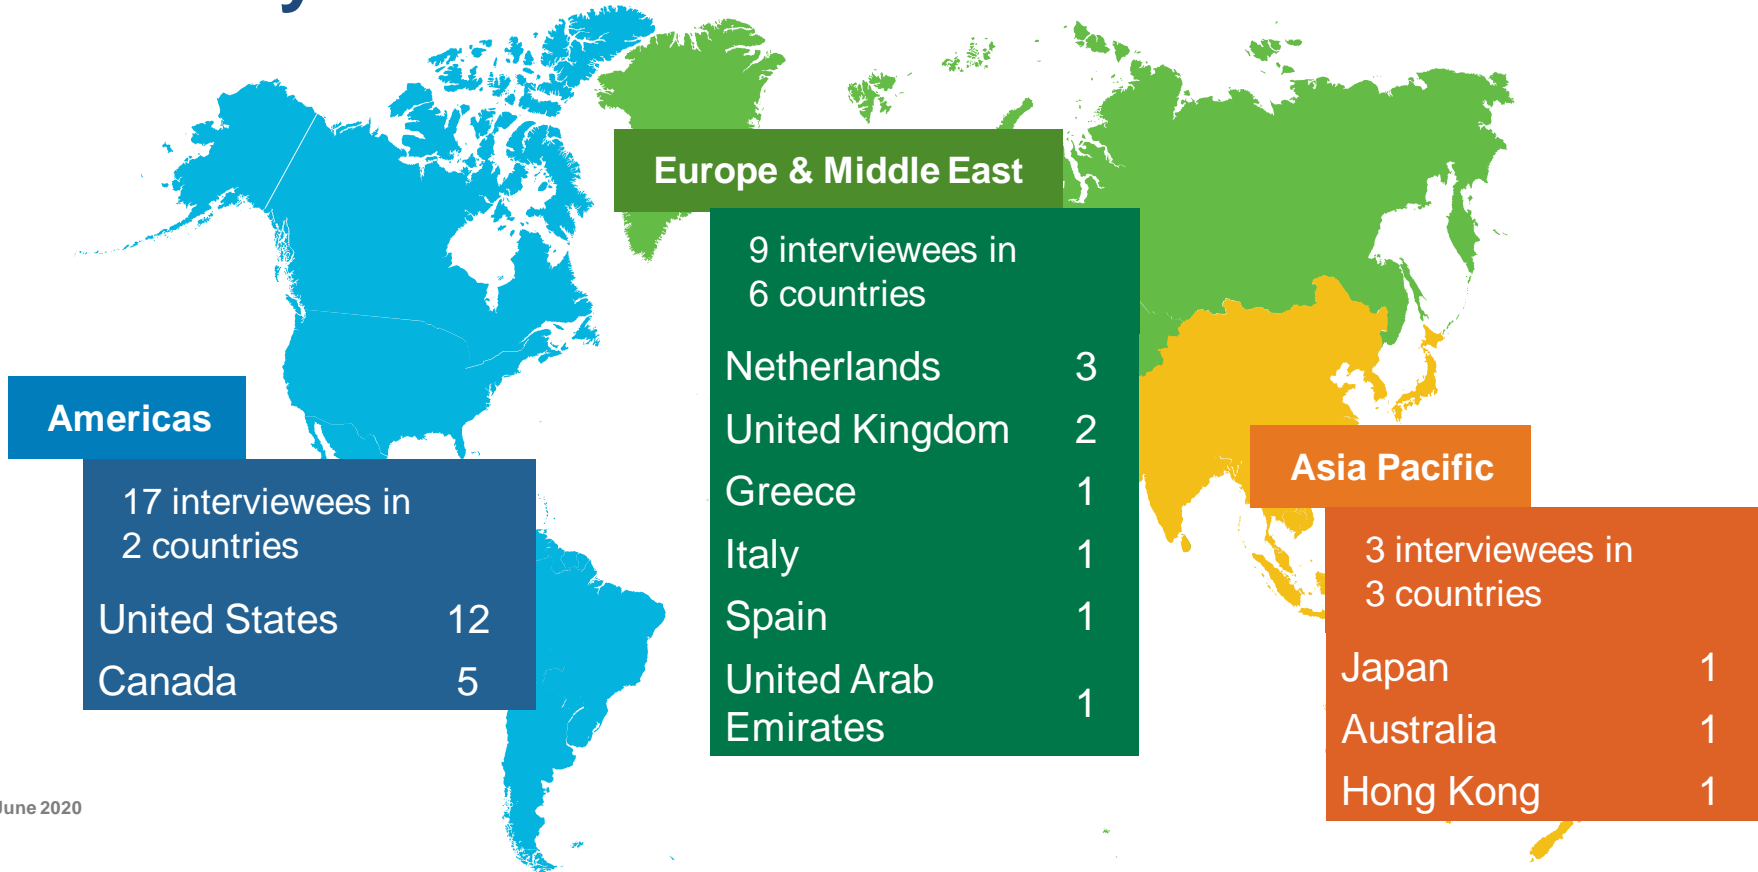 Europe & Middle East
9 interviewees in
6 countries
Netherlands 3
United Kingdom 2
Greece 1
Italy 1
Spain 1
United Arab
Emirates 1
Americas
17 interviewees in
2 countries
United States 12
Canada 5
Asia Pacific
3 interviewees in
3 countries
Japan 1
Australia 1
Hong Kong 1
June 2020